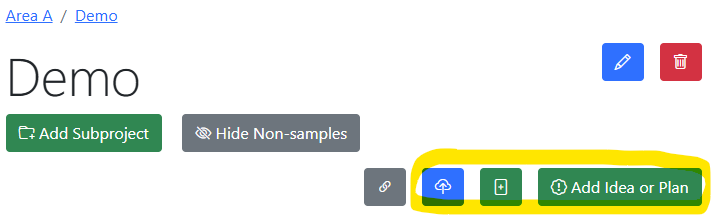 Area A / Demo
Demo
Add Subproject Hide Non-samples
Add Idea or Plan